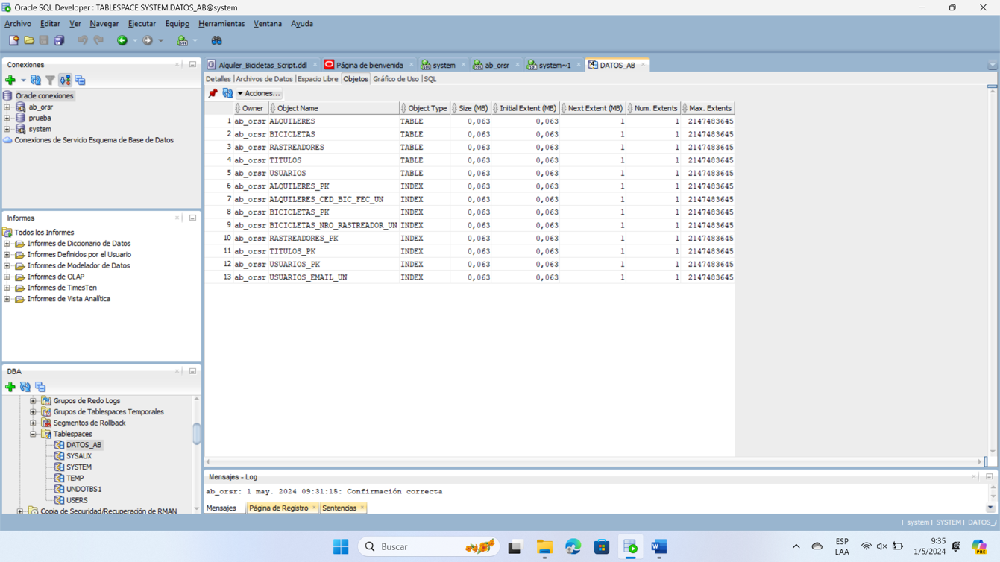 Oracle SQL Developer : TABLESPACE SYSTEM.DATOS_AB@system
Archivo Editar Ver Navegar Ejecutar Equipo Herramientas Ventana Ayuda
Conexiones
Oracle conexiones
ab_orsr
prueba
system
Conexiones de Servicio Esquema de Base de Datos
Informes
Todos los Informes
Informes de Diccionario de Datos
Informes Definidos por el Usuario
Informes de Modelador de Datos
Informes de OLAP
Informes de TimesTen
Informes de Vista Analítica
DBA
Grupos de Redo Logs
Grupos de Tablespaces Temporales
Segmentos de Rollback
Tablespaces
DATOS_AB
SYSAUX
SYSTEM
TEMP
UNDOTBS1
USERS
Copia de Seguridad/Recuperación de RMAN
Alquiler_Bicicletas_Script.ddl Página de bienvenida system ab_orsr system~1 DATOS_AB
Detalles Archivos de Datos Espacio Libre Objetos Gráfico de Uso SQL
Acciones...
Owner Object Name Object Type Size (MB) Initial Extent (MB) Next Extent (MB) Num. Extents Max. Extents
1 ab_orsr ALQUILERES TABLE 0,063 0,063 1 1 2147483645
2 ab_orsr BICICLETAS TABLE 0,063 0,063 1 1 2147483645
3 ab_orsr RASTREADORES TABLE 0,063 0,063 1 1 2147483645
4 ab_orsr TITULOS TABLE 0,063 0,063 1 1 2147483645
5 ab_orsr USUARIOS TABLE 0,063 0,063 1 1 2147483645
6 ab_orsr ALQUILERES_PK INDEX 0,063 0,063 1 1 2147483645
7 ab_orsr ALQUILERES_CED_BIC_FEC_UN INDEX 0,063 0,063 1 1 2147483645
8 ab_orsr BICICLETAS_PK INDEX 0,063 0,063 1 1 2147483645
9 ab_orsr BICICLETAS_NRO_RASTREADOR_UN INDEX 0,063 0,063 1 1 2147483645
10 ab_orsr RASTREADORES_PK INDEX 0,063 0,063 1 1 2147483645
11 ab_orsr TITULOS_PK INDEX 0,063 0,063 1 1 2147483645
12 ab_orsr USUARIOS_PK INDEX 0,063 0,063 1 1 2147483645
13 ab_orsr USUARIOS_EMAIL_UN INDEX 0,063 0,063 1 1 2147483645
Mensajes - Log
ab_orsr: 1 may. 2024 09:31:15: Confirmación correcta
Mensajes Página de Registro Sentencias
| system | SYSTEM | DATOS_A
Buscar
ESP
LAA
9:35
1/5/2024
PRE